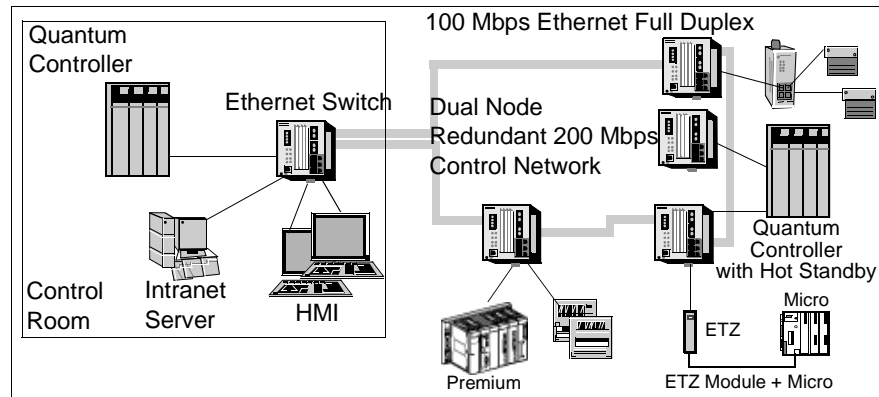 100 Mbps Ethernet Full Duplex
Quantum
Controller
Ethernet Switch
Dual Node
Redundant 200 Mbps
Control Network
Quantum
Controller
with Hot Standby
Control
Room
Intranet
Server
HMI
Premium
ETZ
Micro
ETZ Module + Micro